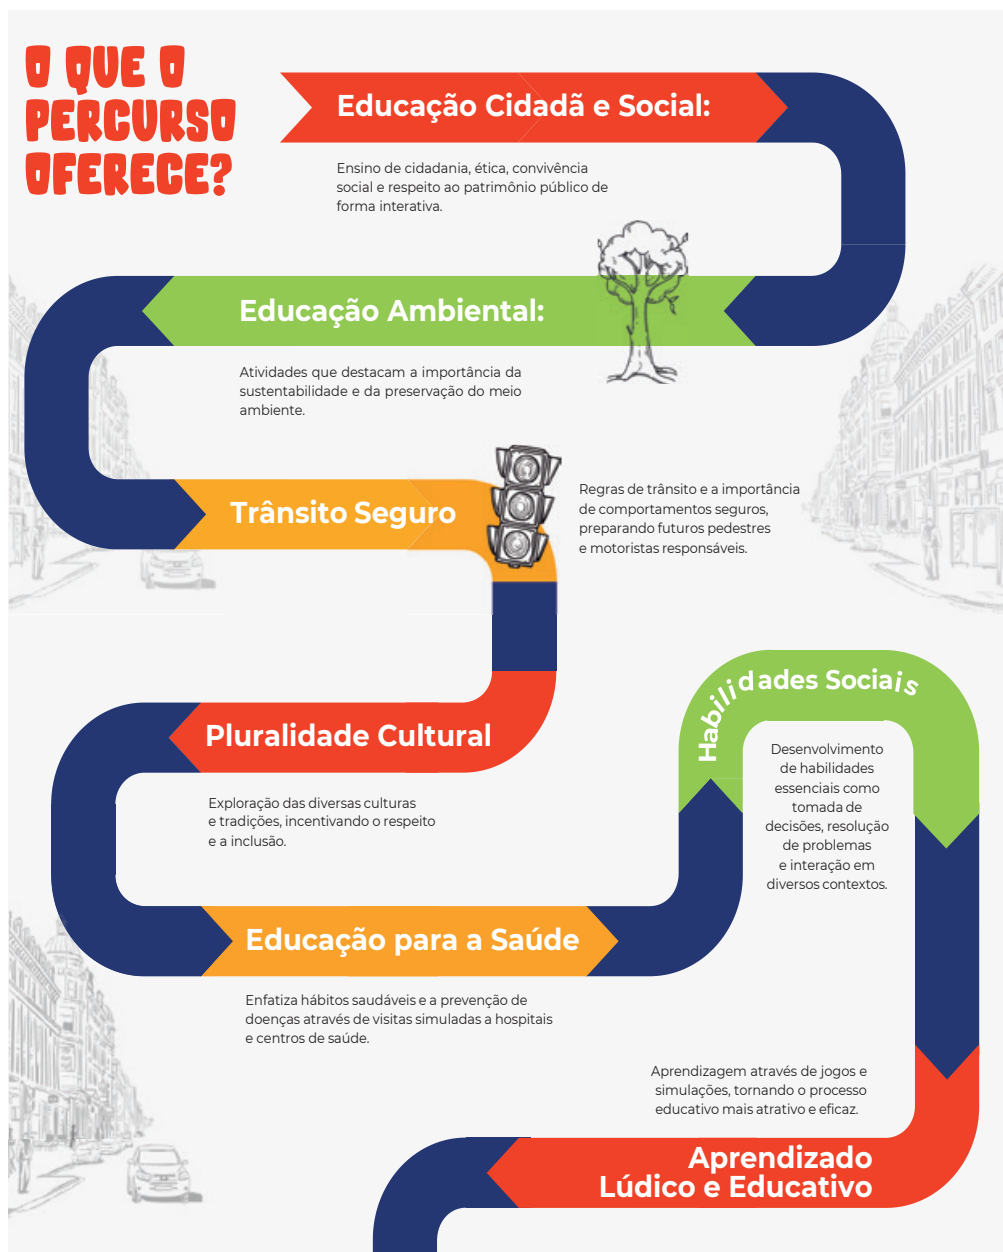 O QUE O
PERCURSO
OFERECE?
Educação Cidadã e Social:
Ensino de cidadania, ética, convivência
social e respeito ao patrimônio público de
forma interativa.
Educação Ambiental:
Atividades que destacam a importância da
sustentabilidade e da preservação do meio
ambiente.
Trânsito Seguro
Regras de trânsito e a importância
de comportamentos seguros,
preparando futuros pedestres
e motoristas responsáveis.
Pluralidade Cultural
Exploração das diversas culturas
e tradições, incentivando o respeito
e a inclusão.
Educação para a Saúde
Enfatiza hábitos saudáveis e a prevenção de
doenças através de visitas simuladas a hospitais
e centros de saúde.
Habilidades Sociais
Desenvolvimento
de habilidades
essenciais como
tomada de
decisões, resolução
de problemas
e interação em
diversos contextos.
Aprendizagem através de jogos e
simulações, tornando o processo
educativo mais atrativo e eficaz.
Aprendizado
Lúdico e Educativo